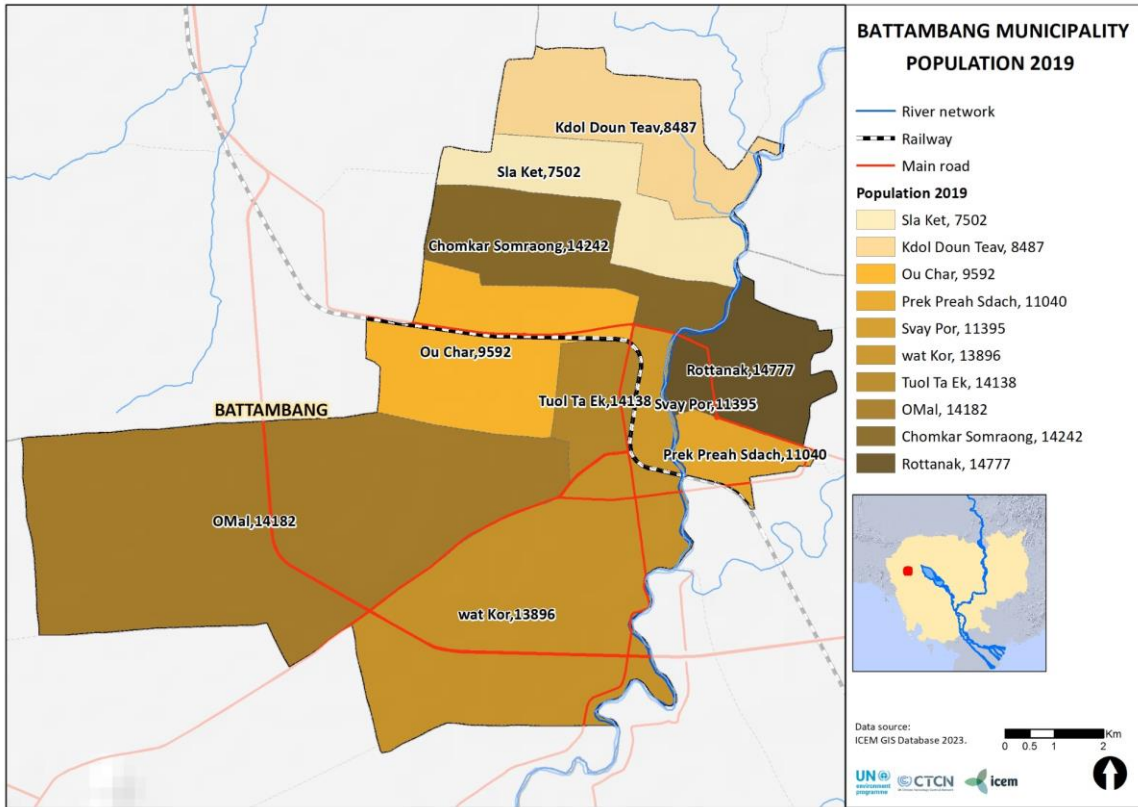 BATTAMBANG MUNICIPALITY
POPULATION 2019
River network
Railway
Main road
Population 2019
Sla Ket, 7502
Kdol Doun Teav, 8487
Ou Char, 9592
Prek Preah Sdach, 11040
Svay Por, 11395
wat Kor, 13896
Tuol Ta Ek, 14138
OMal, 14182
Chomkar Somraong, 14242
Rottanak, 14777
Kdol Doun Teav,8487
Sla Ket,7502
Chomkar Somraong,14242
Ou Char,9592
Rottanak,14777
Tuol Ta Ek,14138
Svay Por,11395
BATTAMBANG
Prek Preah Sdach,11040
OMal,14182
wat Kor,13896
Data source:
ICEM GIS Database 2023.
Km
0 0.5 1 2
UN
environment
programme
CTCN
icem